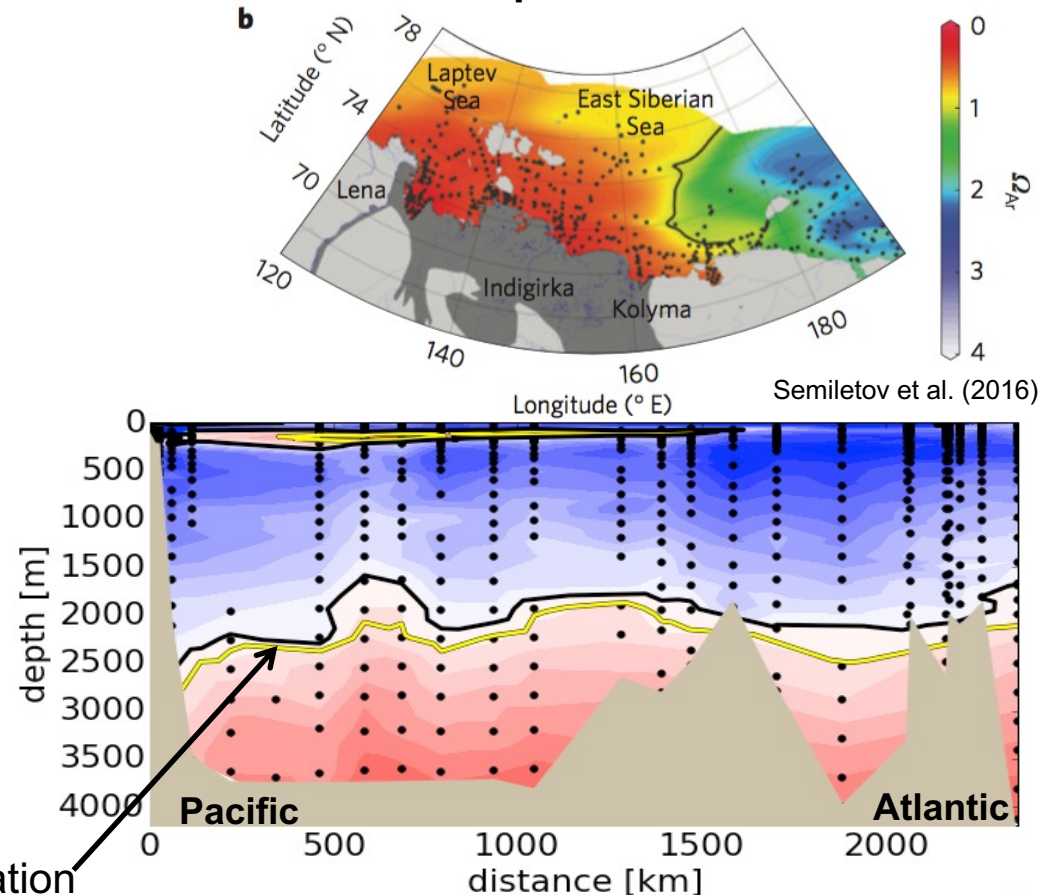 b
Latitude (° N)
78
74
70
Laptev
Sea
East Siberian
Sea
Lena
Indigirka
Kolyma
120
140
160
180
Longitude (° E)
0
1
2
3
4
Ω_Ar
Semiletov et al. (2016)
depth [m]
0
500
1000
1500
2000
2500
3000
3500
4000
Pacific
Atlantic
0
500
1000
1500
2000
distance [km]